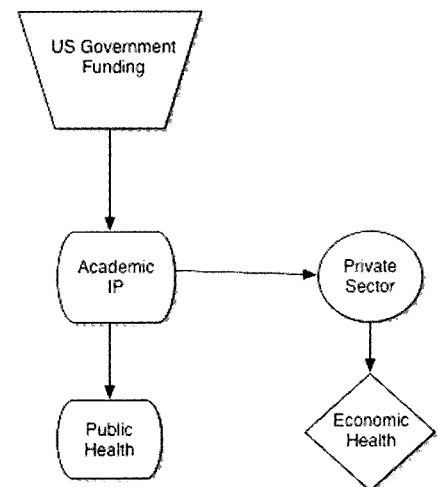 US Government
Funding
Academic
IP
Private
Sector
Public
Health
Economic
Health